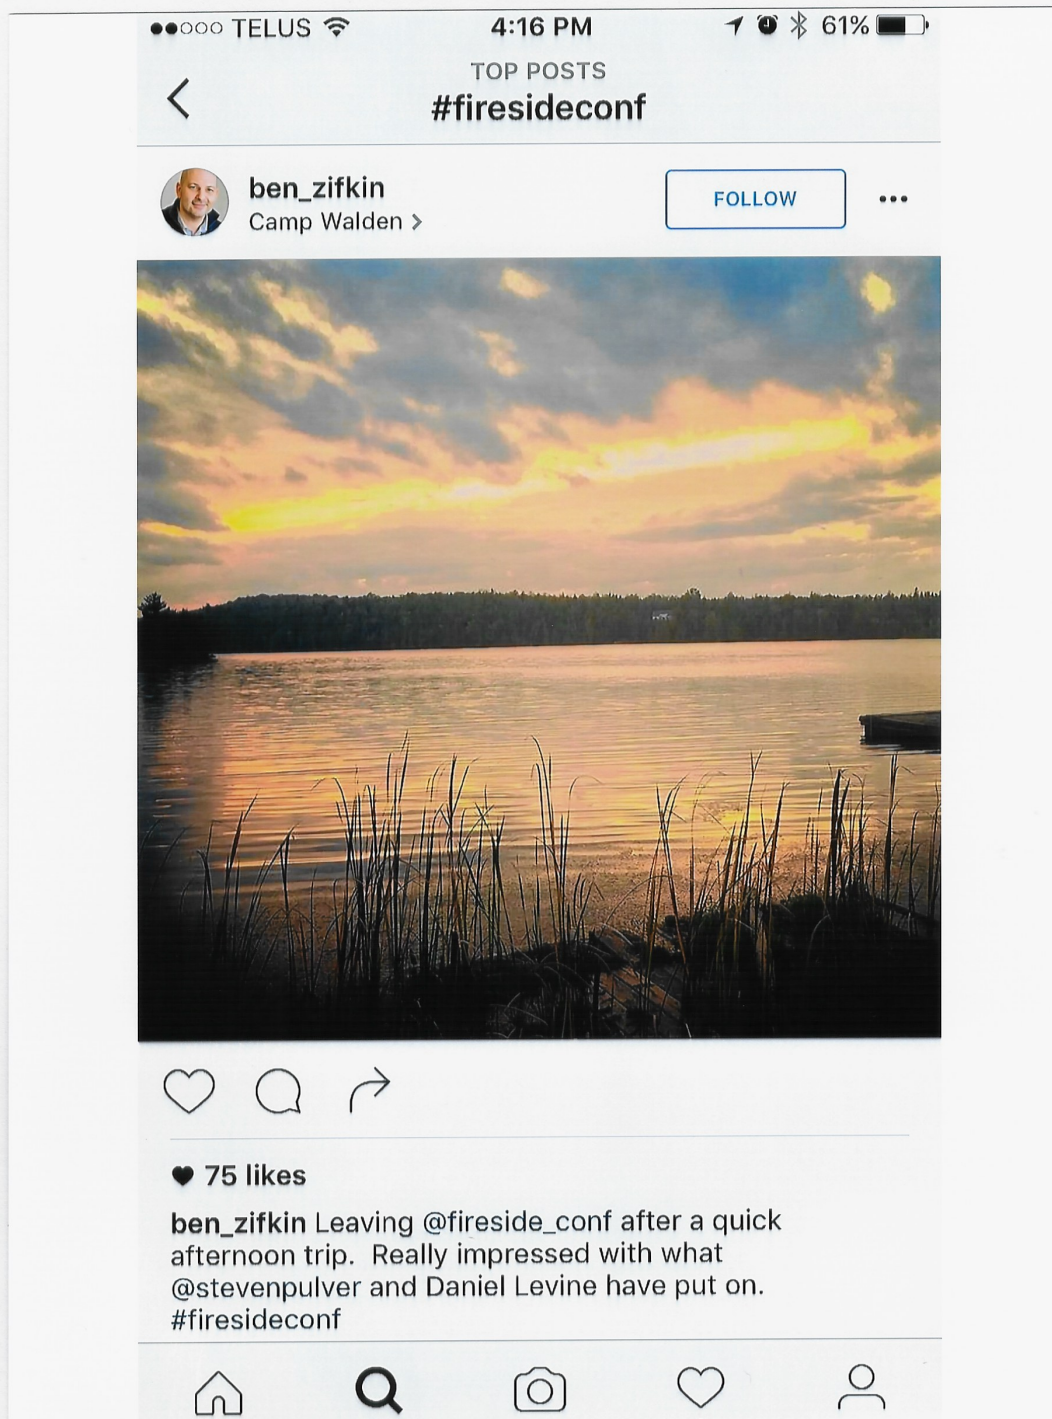 TELUS 4:16 PM 61%
TOP POSTS
#firesideconf
ben_zifkin
FOLLOW
Camp Walden >
75 likes
ben_zifkin Leaving @fireside_conf after a quick
afternoon trip.  Really impressed with what
@stevenpulver and Daniel Levine have put on.
#firesideconf